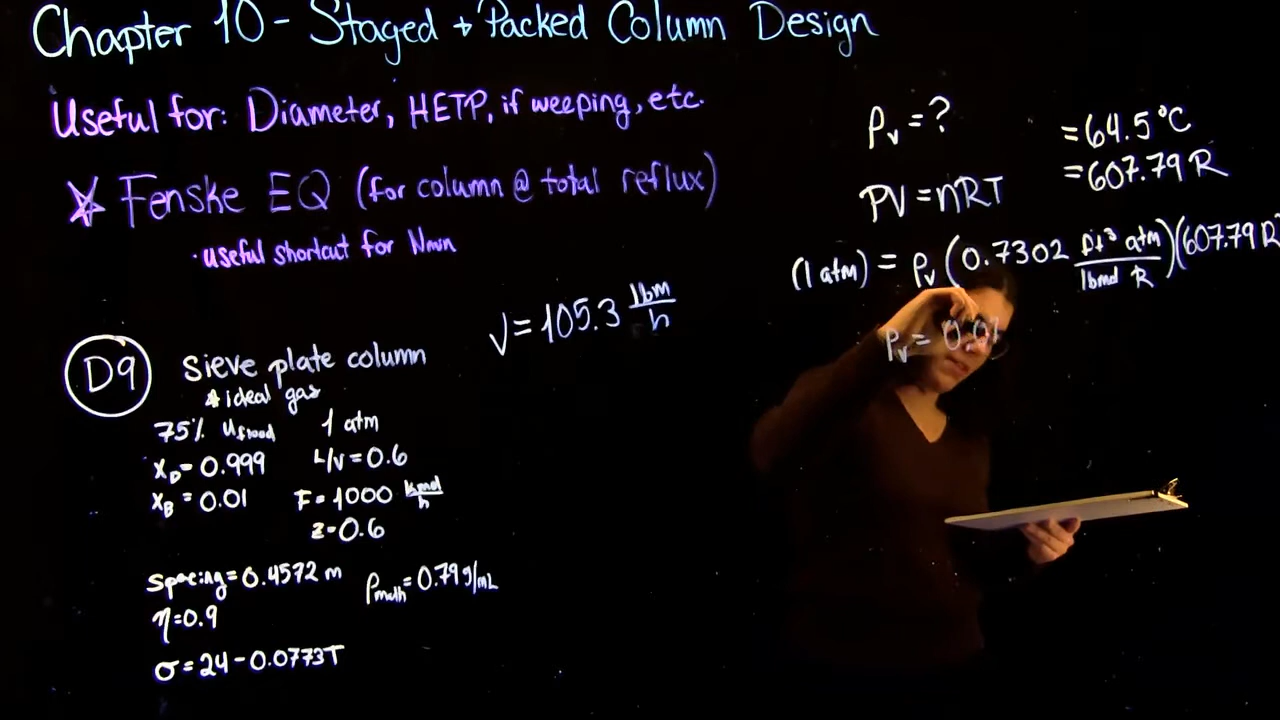 Chapter 10 - Staged + Packed Column Design
Useful for: Diameter, HETP, if weeping, etc.
☆ Fenske EQ (for column @ total reflux)
• useful shortcut for Nmin
D9
Sieve plate column
* ideal gas
75% uflood
1 atm
xD = 0.999
L/V = 0.6
xB = 0.01
F = 1000 kmol/h
z = 0.6
Spacing = 0.4572 m
ρmeth = 0.79 g/mL
η = 0.9
σ = 24 - 0.0773T
V = 105.3 lbm/h
ρv = ?
= 64.5 °C
= 607.79 R
PV = nRT
(1 atm) = ρv (0.7302 ft³ atm / lbmol R)(607.79 R
ρv = 0.0